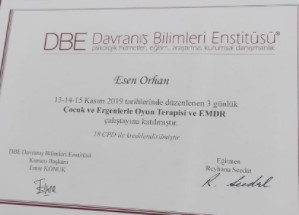 DBE Davranış Bilimleri Enstitüsü®
psikolojik hizmetler, eğitim, araştırma, kurumsal danışmanlık
Esen Orhan
13-14-15 Kasım 2019 tarihlerinde düzenlenen 3 günlük
Çocuk ve Ergenlerle Oyun Terapisi ve EMDR
çalıştayına katılmıştır.
18 CPD ile kredilendirilmiştir
DBE Davranış Bilimleri Enstitüsü
Kurucu Başkanı
Emre KONUK
Eğitmen
Reyhana Seedat
R. Seedat